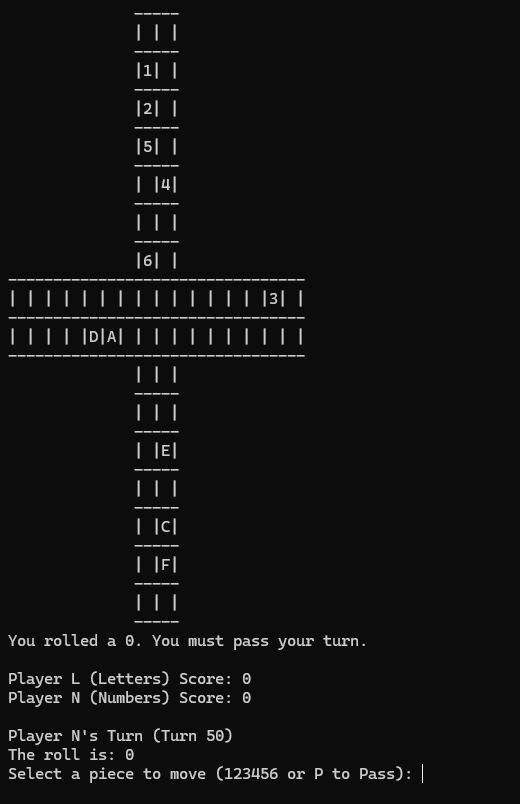 -----
| | |
-----
|1| |
-----
|2| |
-----
|5| |
-----
| |4|
-----
| | |
-----
|6| |
---------------------------------
| | | | | | | | | | | | | | |3| |
---------------------------------
| | | | |D|A| | | | | | | | | | |
---------------------------------
| | |
-----
| | |
-----
| |E|
-----
| | |
-----
| |C|
-----
| |F|
-----
| | |
-----
You rolled a 0. You must pass your turn.
Player L (Letters) Score: 0
Player N (Numbers) Score: 0
Player N's Turn (Turn 50)
The roll is: 0
Select a piece to move (123456 or P to Pass):